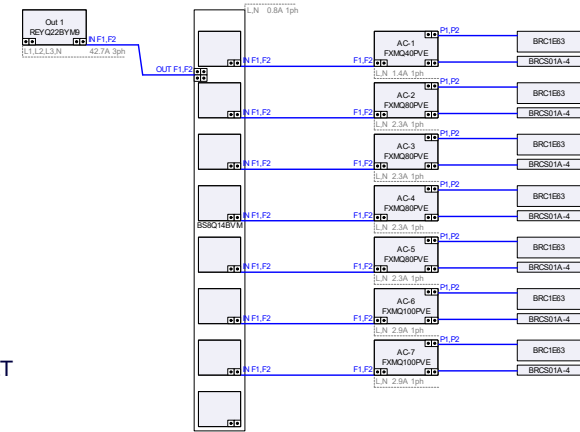 L,N 0.8A 1ph
Out 1
REYQ22BYM9
IN F1,F2
L1,L2,L3,N 42.7A 3ph
OUT F1,F2
BS8Q14BVM
IN F1,F2
F1,F2
AC-1
FXMQ40PVE
L,N 1.4A 1ph
P1,P2
BRC1E63
BRCS01A-4
IN F1,F2
F1,F2
AC-2
FXMQ80PVE
L,N 2.3A 1ph
P1,P2
BRC1E63
BRCS01A-4
IN F1,F2
F1,F2
AC-3
FXMQ80PVE
L,N 2.3A 1ph
P1,P2
BRC1E63
BRCS01A-4
IN F1,F2
F1,F2
AC-4
FXMQ80PVE
L,N 2.3A 1ph
P1,P2
BRC1E63
BRCS01A-4
IN F1,F2
F1,F2
AC-5
FXMQ80PVE
L,N 2.3A 1ph
P1,P2
BRC1E63
BRCS01A-4
IN F1,F2
F1,F2
AC-6
FXMQ100PVE
L,N 2.9A 1ph
P1,P2
BRC1E63
BRCS01A-4
IN F1,F2
F1,F2
AC-7
FXMQ100PVE
L,N 2.9A 1ph
P1,P2
BRC1E63
BRCS01A-4
T